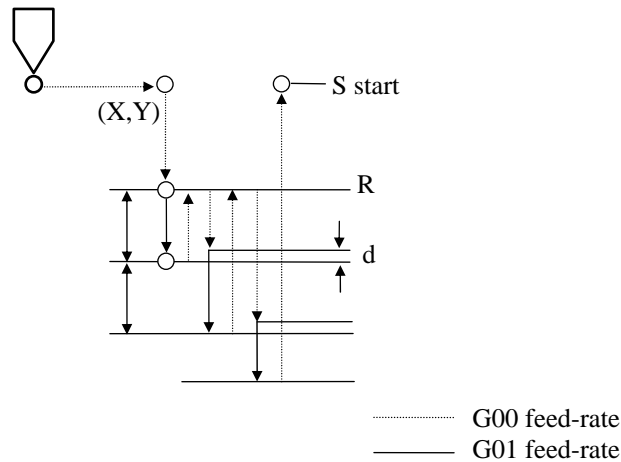 S start
(X,Y)
R
d
G00 feed-rate
G01 feed-rate